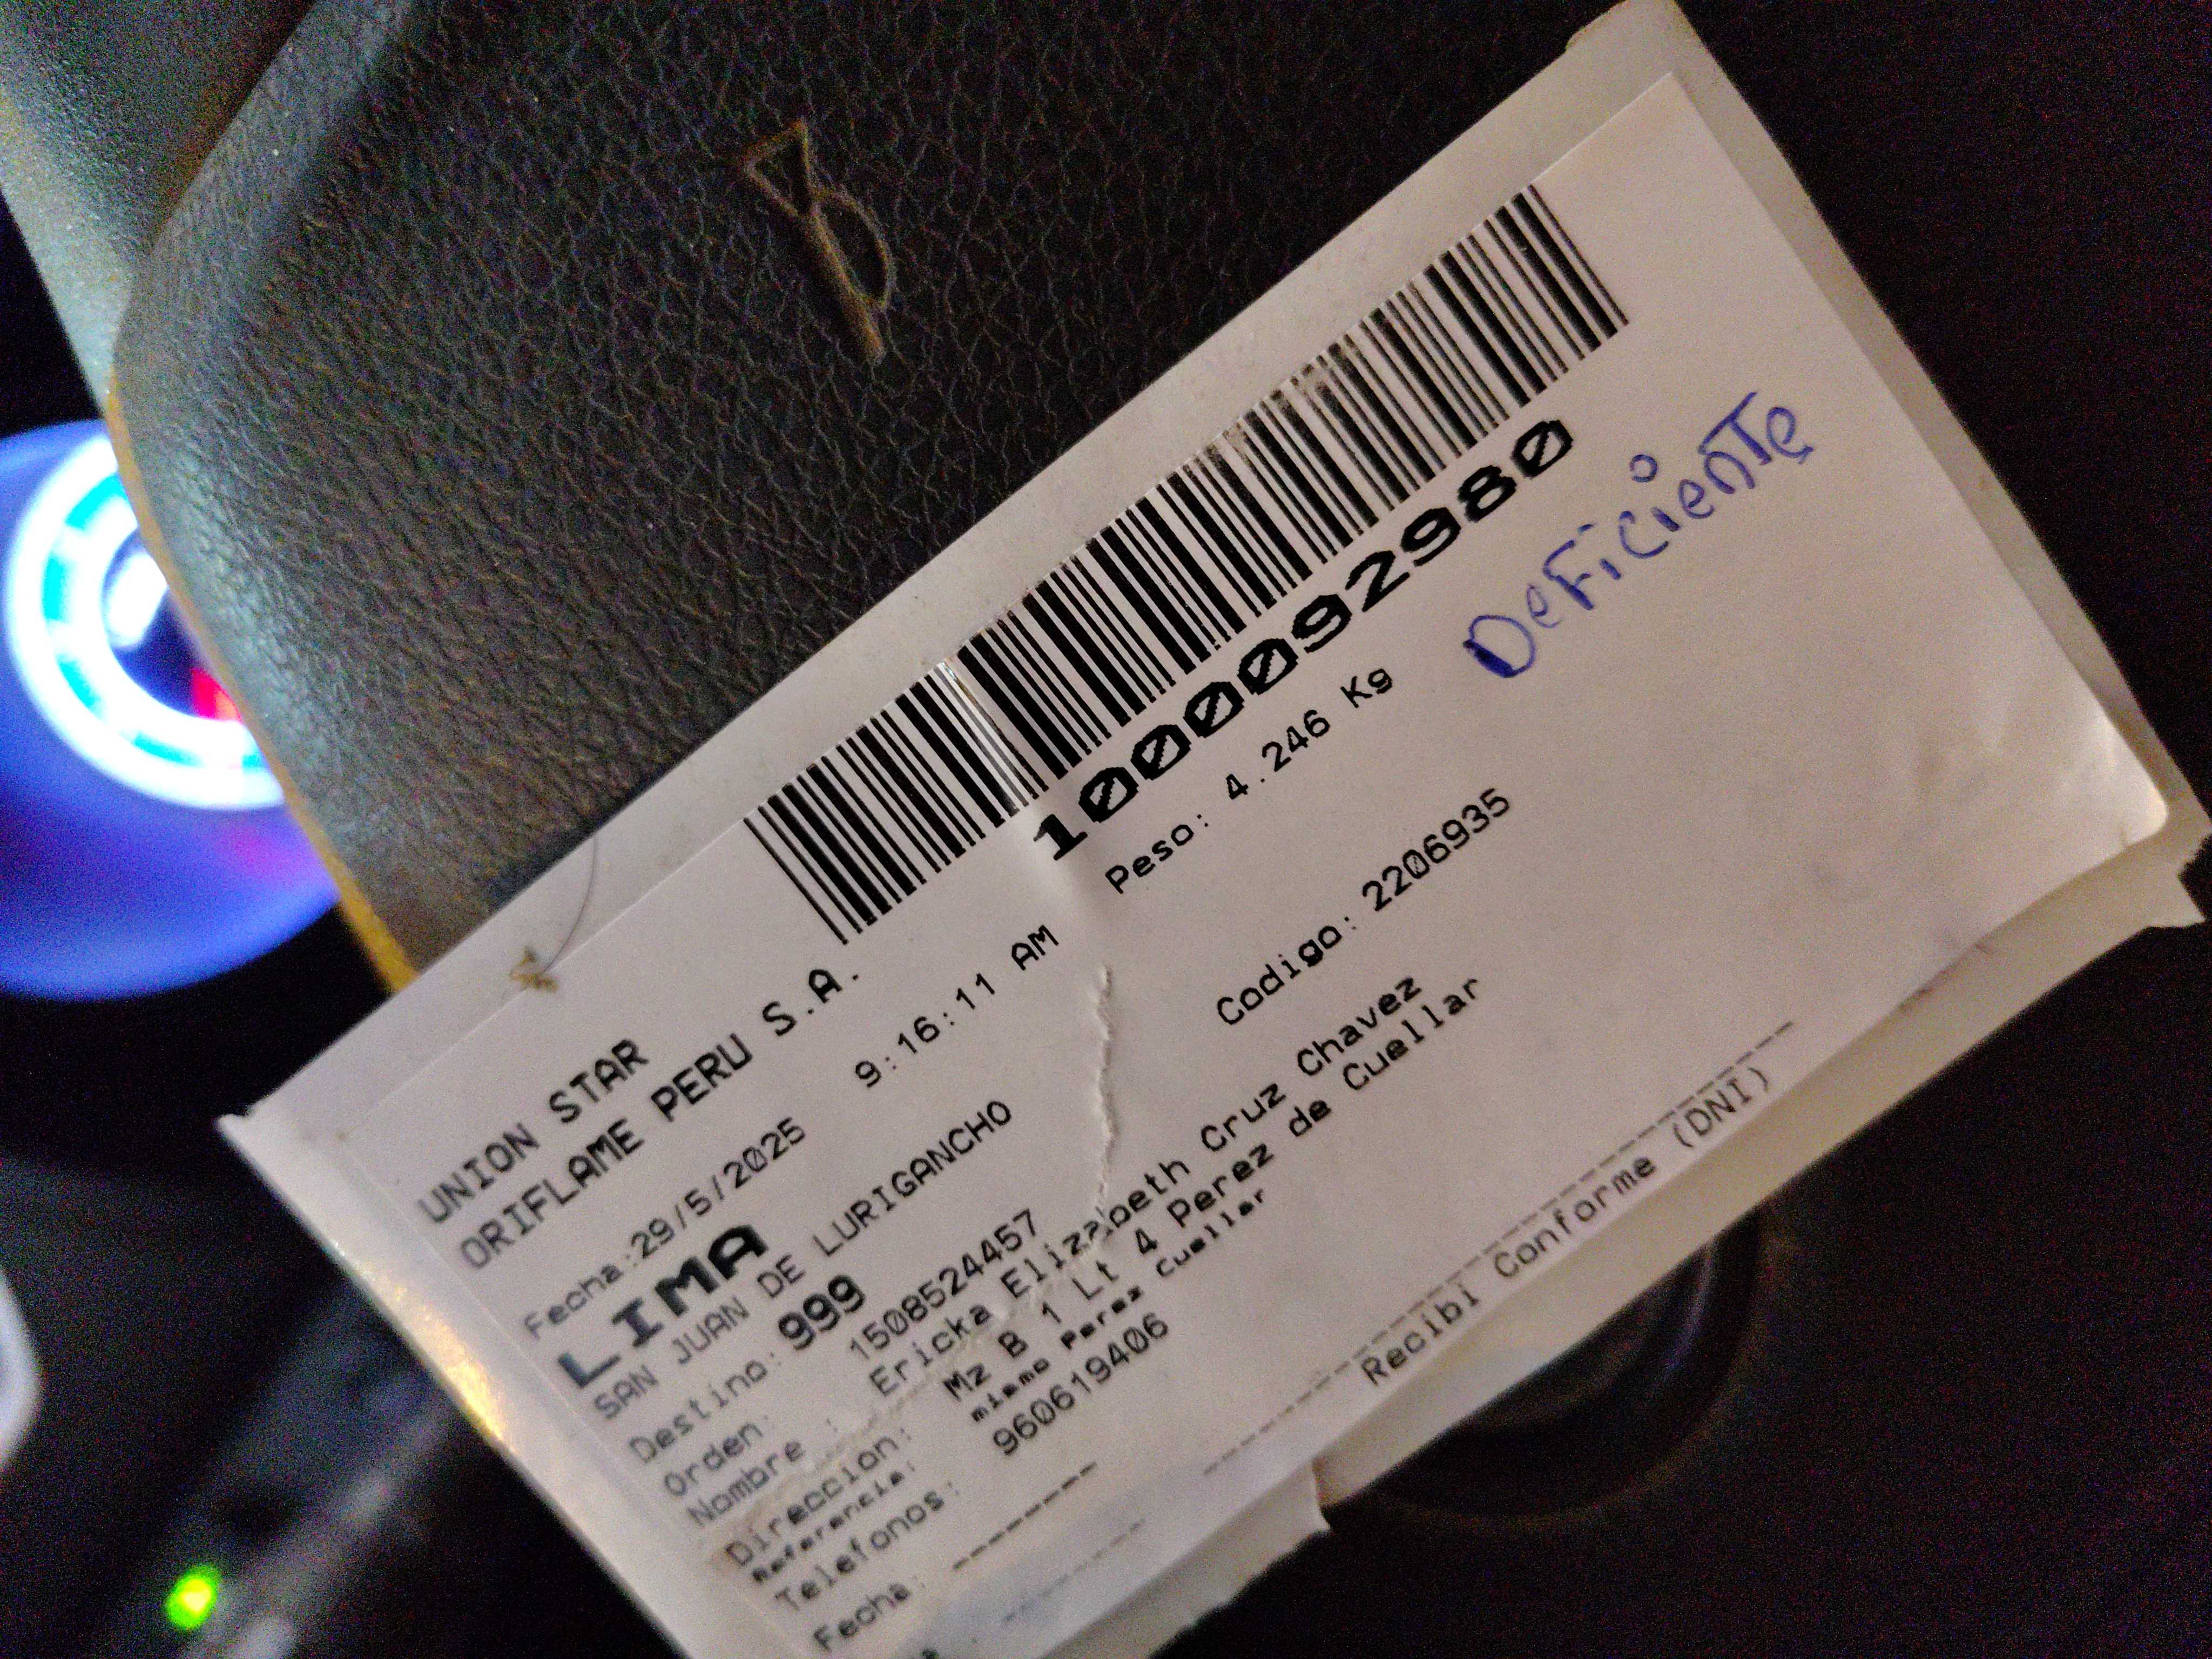 1000092980
Peso: 4.246 Kg
Deficiente
UNION STAR
ORIFLAME PERU S.A.
Fecha:29/5/2025 9:16:11 AM
LIMA
SAN JUAN DE LURIGANCHO
Destino: 999
Codigo: 2206935
Orden: 1508524457
Nombre : Ericka Elizabeth Cruz Chavez
Direccion: Mz B 1 Lt 4 Perez de Cuellar
Referencia: mismo Perez Cuellar
Telefonos: 960619406
Fecha:
Recibi Conforme (DNI)